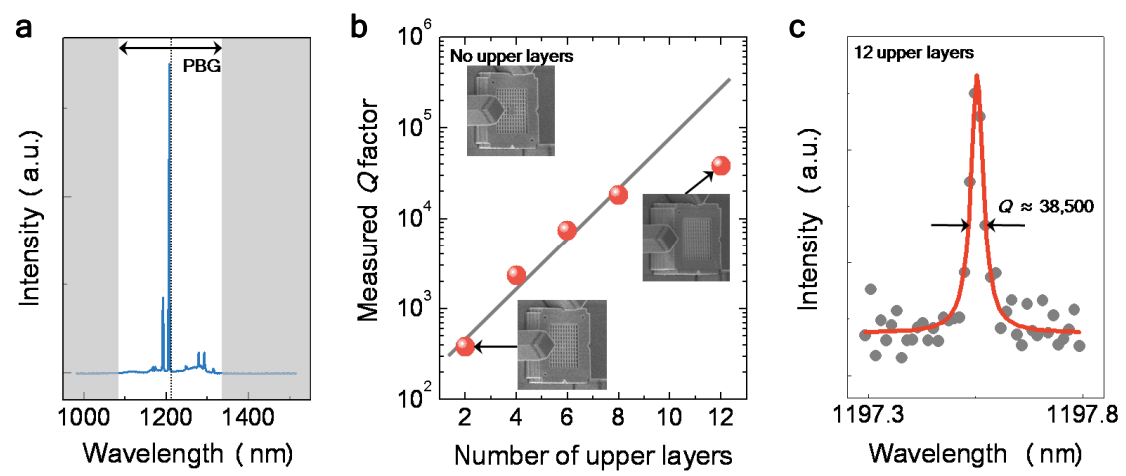 a
PBG
Intensity ( a.u.)
1000
1200
1400
Wavelength ( nm)
b
10^6
10^5
10^4
10^3
10^2
Measured Q factor
No upper layers
2
4
6
8
10
12
Number of upper layers
c
12 upper layers
Q ≈ 38,500
Intensity ( a.u.)
1197.3
1197.8
Wavelength ( nm)